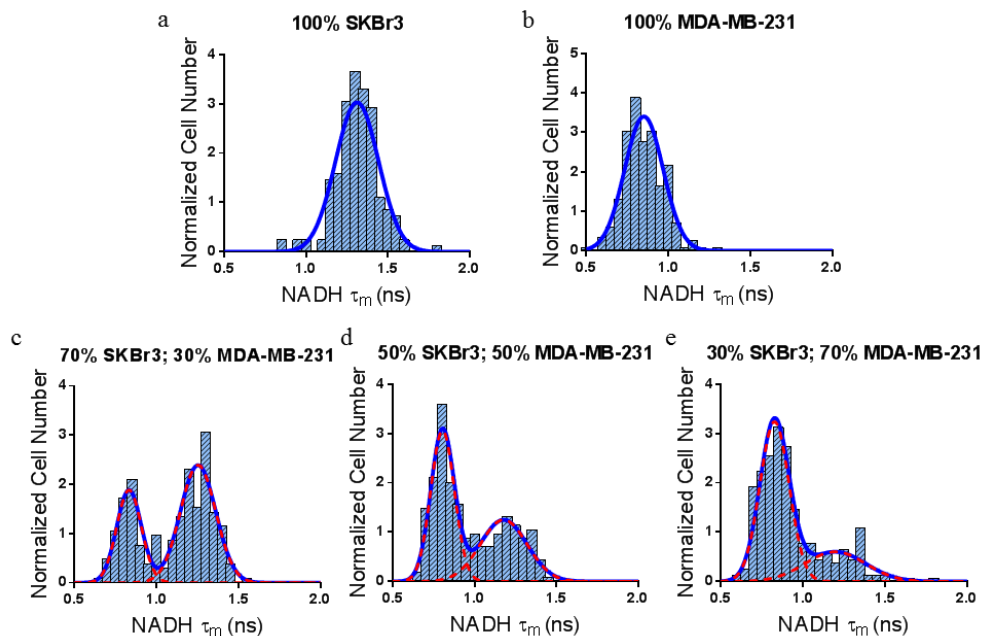 a
100% SKBr3
Normalized Cell Number
4
3
2
1
0
0.5 1.0 1.5 2.0
NADH τm (ns)
b
100% MDA-MB-231
Normalized Cell Number
5
4
3
2
1
0
0.5 1.0 1.5 2.0
NADH τm (ns)
c
70% SKBr3; 30% MDA-MB-231
Normalized Cell Number
4
3
2
1
0
0.5 1.0 1.5 2.0
NADH τm (ns)
d
50% SKBr3; 50% MDA-MB-231
Normalized Cell Number
4
3
2
1
0
0.5 1.0 1.5 2.0
NADH τm (ns)
e
30% SKBr3; 70% MDA-MB-231
Normalized Cell Number
4
3
2
1
0
0.5 1.0 1.5 2.0
NADH τm (ns)